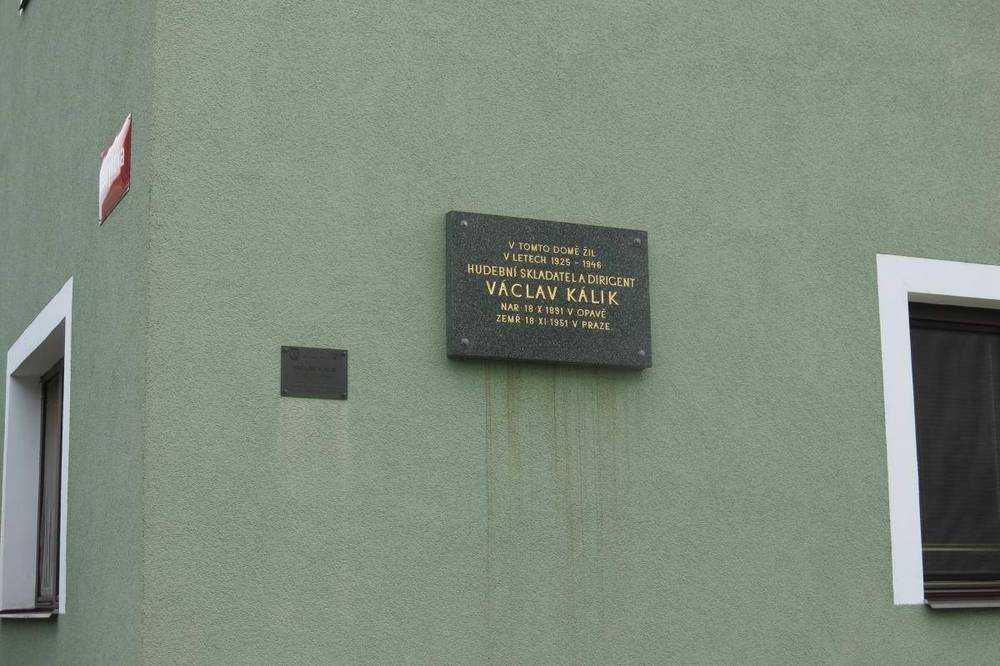 V TOMTO DOMĚ ŽIL
V LETECH 1925 - 1946
HUDEBNÍ SKLADATEL A DIRIGENT
VÁCLAV KÁLIK
NAR 18 X 1891 V OPAVĚ
ZEMŘ 18 XI 1951 V PRAZE